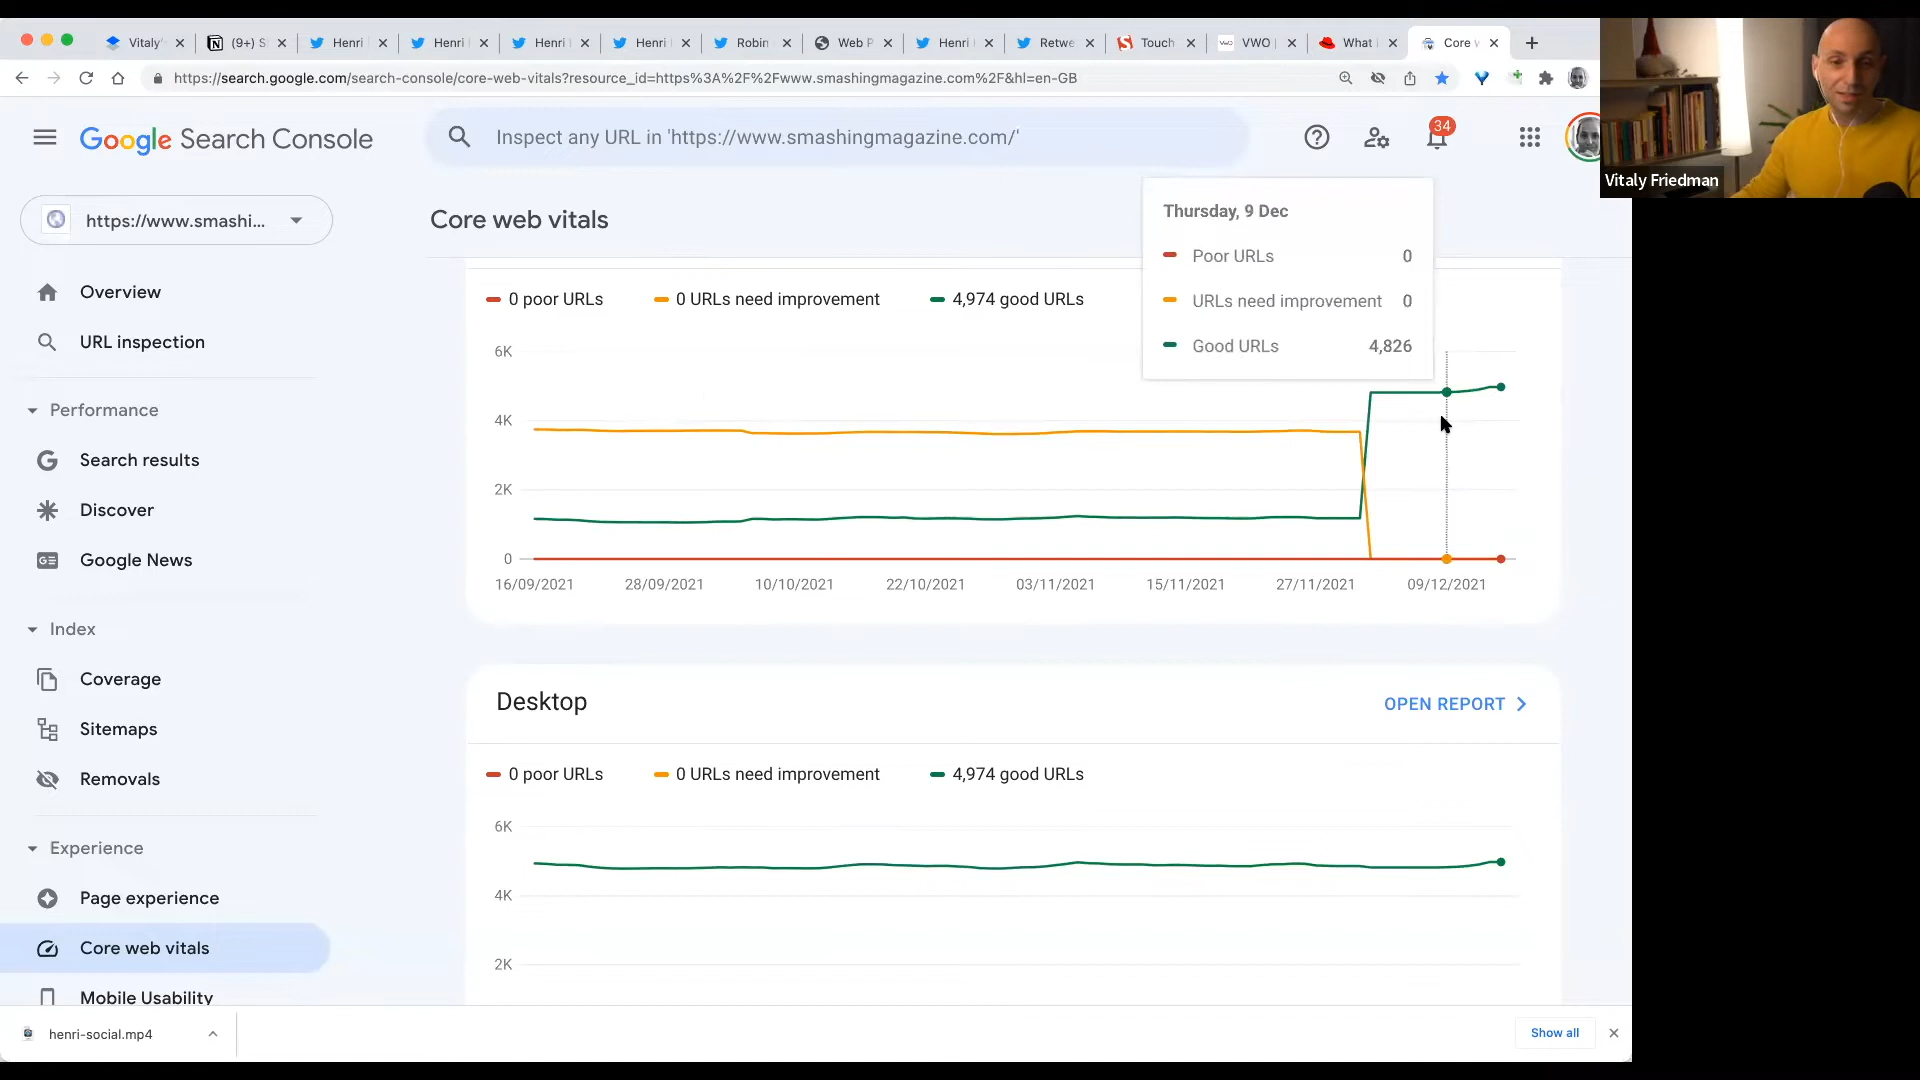 Vitaly'
(9+) S
Henri
Henri
Henri
Henri
Robin
Web P
Henri
Retwe
Touch
VWO
What
Core w
https://search.google.com/search-console/core-web-vitals?resource_id=https%3A%2F%2Fwww.smashingmagazine.com%2F&hl=en-GB
Google Search Console
Inspect any URL in 'https://www.smashingmagazine.com/'
34
Vitaly Friedman
https://www.smashi...
Core web vitals
Thursday, 9 Dec
Poor URLs 0
URLs need improvement 0
Good URLs 4,826
Overview
URL inspection
Performance
Search results
Discover
Google News
Index
Coverage
Sitemaps
Removals
Experience
Page experience
Core web vitals
Mobile Usability
0 poor URLs
0 URLs need improvement
4,974 good URLs
6K
4K
2K
0
16/09/2021
28/09/2021
10/10/2021
22/10/2021
03/11/2021
15/11/2021
27/11/2021
09/12/2021
Desktop
OPEN REPORT
0 poor URLs
0 URLs need improvement
4,974 good URLs
6K
4K
2K
henri-social.mp4
Show all